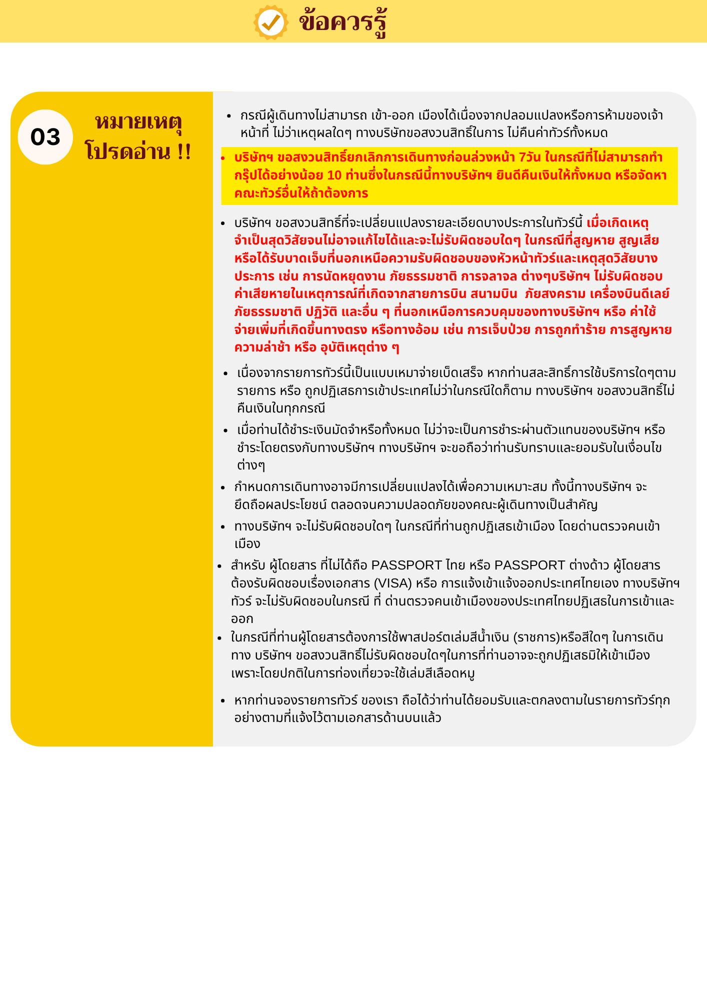 ข้อควรรู้
03
หมายเหตุ
โปรดอ่าน !!
• กรณีผู้เดินทางไม่สามารถ เข้า-ออก เมืองได้เนื่องจากปลอมแปลงหรือการห้ามของเจ้า
หน้าที่ ไม่ว่าเหตุผลใดๆ ทางบริษัทขอสงวนสิทธิ์ในการ ไม่คืนค่าทัวร์ทั้งหมด
• บริษัทฯ ขอสงวนสิทธิ์ยกเลิกการเดินทางก่อนล่วงหน้า 7วัน ในกรณีที่ไม่สามารถทำ
กรุ๊ปได้อย่างน้อย 10 ท่านซึ่งในกรณีนี้ทางบริษัทฯ ยินดีคืนเงินให้ทั้งหมด หรือจัดหา
คณะทัวร์อื่นให้ถ้าต้องการ
• บริษัทฯ ขอสงวนสิทธิ์ที่จะเปลี่ยนแปลงรายละเอียดบางประการในทัวร์นี้ เมื่อเกิดเหตุ
จำเป็นสุดวิสัยจนไม่อาจแก้ไขได้และจะไม่รับผิดชอบใดๆ ในกรณีที่สูญหาย สูญเสีย
หรือได้รับบาดเจ็บที่นอกเหนือความรับผิดชอบของหัวหน้าทัวร์และเหตุสุดวิสัยบาง
ประการ เช่น การนัดหยุดงาน ภัยธรรมชาติ การจลาจล ต่างๆบริษัทฯ ไม่รับผิดชอบ
ค่าเสียหายในเหตุการณ์ที่เกิดจากสายการบิน สนามบิน  ภัยสงคราม เครื่องบินดีเลย์
ภัยธรรมชาติ ปฏิวัติ และอื่น ๆ ที่นอกเหนือการควบคุมของทางบริษัทฯ หรือ ค่าใช้
จ่ายเพิ่มที่เกิดขึ้นทางตรง หรือทางอ้อม เช่น การเจ็บป่วย การถูกทำร้าย การสูญหาย
ความล่าช้า หรือ อุบัติเหตุต่าง ๆ
• เนื่องจากรายการทัวร์นี้เป็นแบบเหมาจ่ายเบ็ดเสร็จ หากท่านสละสิทธิ์การใช้บริการใดๆตาม
รายการ หรือ ถูกปฏิเสธการเข้าประเทศไม่ว่าในกรณีใดก็ตาม ทางบริษัทฯ ขอสงวนสิทธิ์ไม่
คืนเงินในทุกกรณี
• เมื่อท่านได้ชำระเงินมัดจำหรือทั้งหมด ไม่ว่าจะเป็นการชำระผ่านตัวแทนของบริษัทฯ หรือ
ชำระโดยตรงกับทางบริษัทฯ ทางบริษัทฯ จะขอถือว่าท่านรับทราบและยอมรับในเงื่อนไข
ต่างๆ
• กำหนดการเดินทางอาจมีการเปลี่ยนแปลงได้เพื่อความเหมาะสม ทั้งนี้ทางบริษัทฯ จะ
ยึดถือผลประโยชน์ ตลอดจนความปลอดภัยของคณะผู้เดินทางเป็นสำคัญ
• ทางบริษัทฯ จะไม่รับผิดชอบใดๆ ในกรณีที่ท่านถูกปฏิเสธเข้าเมือง โดยด่านตรวจคนเข้า
เมือง
• สำหรับ ผู้โดยสาร ที่ไม่ได้ถือ PASSPORT ไทย หรือ PASSPORT ต่างด้าว ผู้โดยสาร
ต้องรับผิดชอบเรื่องเอกสาร (VISA) หรือ การแจ้งเข้าแจ้งออกประเทศไทยเอง ทางบริษัทฯ
ทัวร์ จะไม่รับผิดชอบในกรณี ที่ ด่านตรวจคนเข้าเมืองของประเทศไทยปฏิเสธในการเข้าและ
ออก
• ในกรณีที่ท่านผู้โดยสารต้องการใช้พาสปอร์ตเล่มสีน้ำเงิน (ราชการ)หรือสีใดๆ ในการเดิน
ทาง บริษัทฯ ขอสงวนสิทธิ์ไม่รับผิดชอบใดๆในการที่ท่านอาจจะถูกปฏิเสธมิให้เข้าเมือง
เพราะโดยปกติในการท่องเที่ยวจะใช้เล่มสีเลือดหมู
• หากท่านจองรายการทัวร์ ของเรา ถือได้ว่าท่านได้ยอมรับและตกลงตามในรายการทัวร์ทุก
อย่างตามที่แจ้งไว้ตามเอกสารด้านบนแล้ว